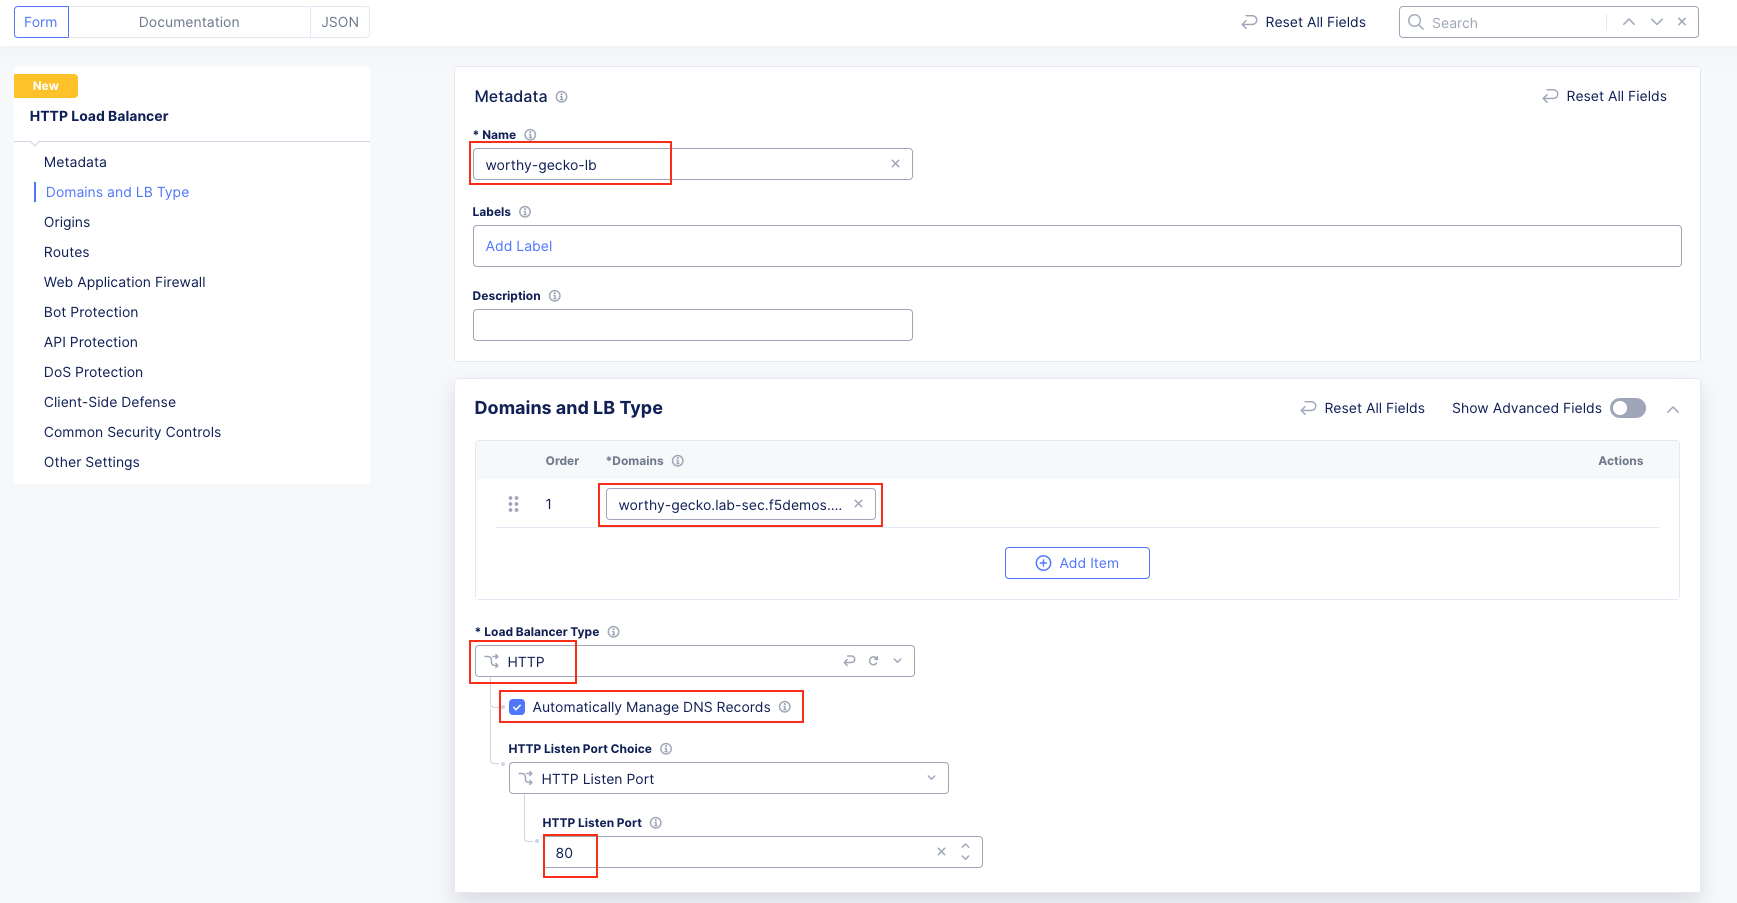 Form Documentation JSON Reset All Fields Search
New
HTTP Load Balancer
Metadata
Domains and LB Type
Origins
Routes
Web Application Firewall
Bot Protection
API Protection
DoS Protection
Client-Side Defense
Common Security Controls
Other Settings
Metadata Reset All Fields
* Name
worthy-gecko-lb
Labels
Add Label
Description
Domains and LB Type Reset All Fields Show Advanced Fields
Order *Domains Actions
1 worthy-gecko.lab-sec.f5demos....
Add Item
* Load Balancer Type
HTTP
Automatically Manage DNS Records
HTTP Listen Port Choice
HTTP Listen Port
HTTP Listen Port
80